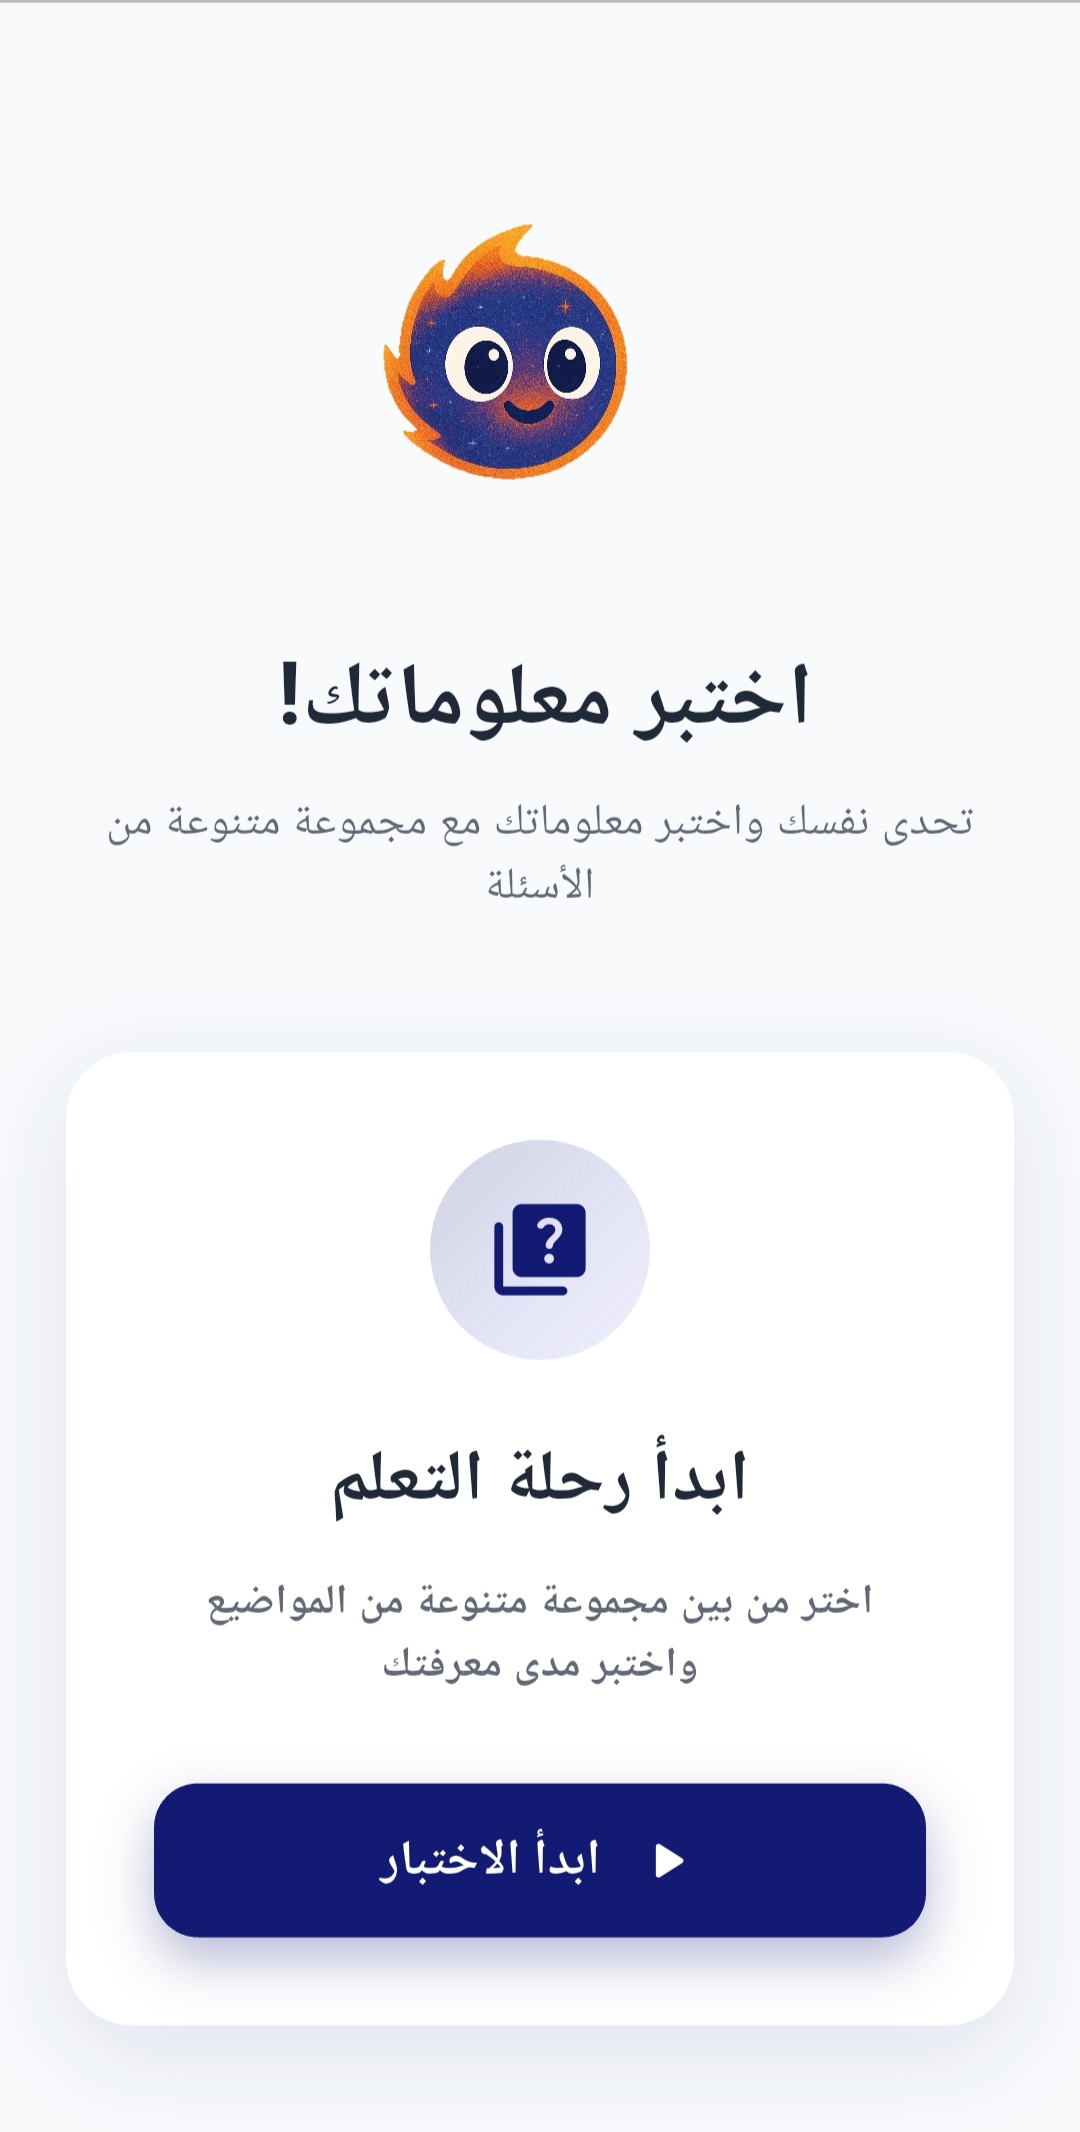 اختبر معلوماتك!
تحدى نفسك واختبر معلوماتك مع مجموعة متنوعة من
الأسئلة
?
ابدأ رحلة التعلم
اختر من بين مجموعة متنوعة من المواضيع
واختبر مدى معرفتك
ابدأ الاختبار